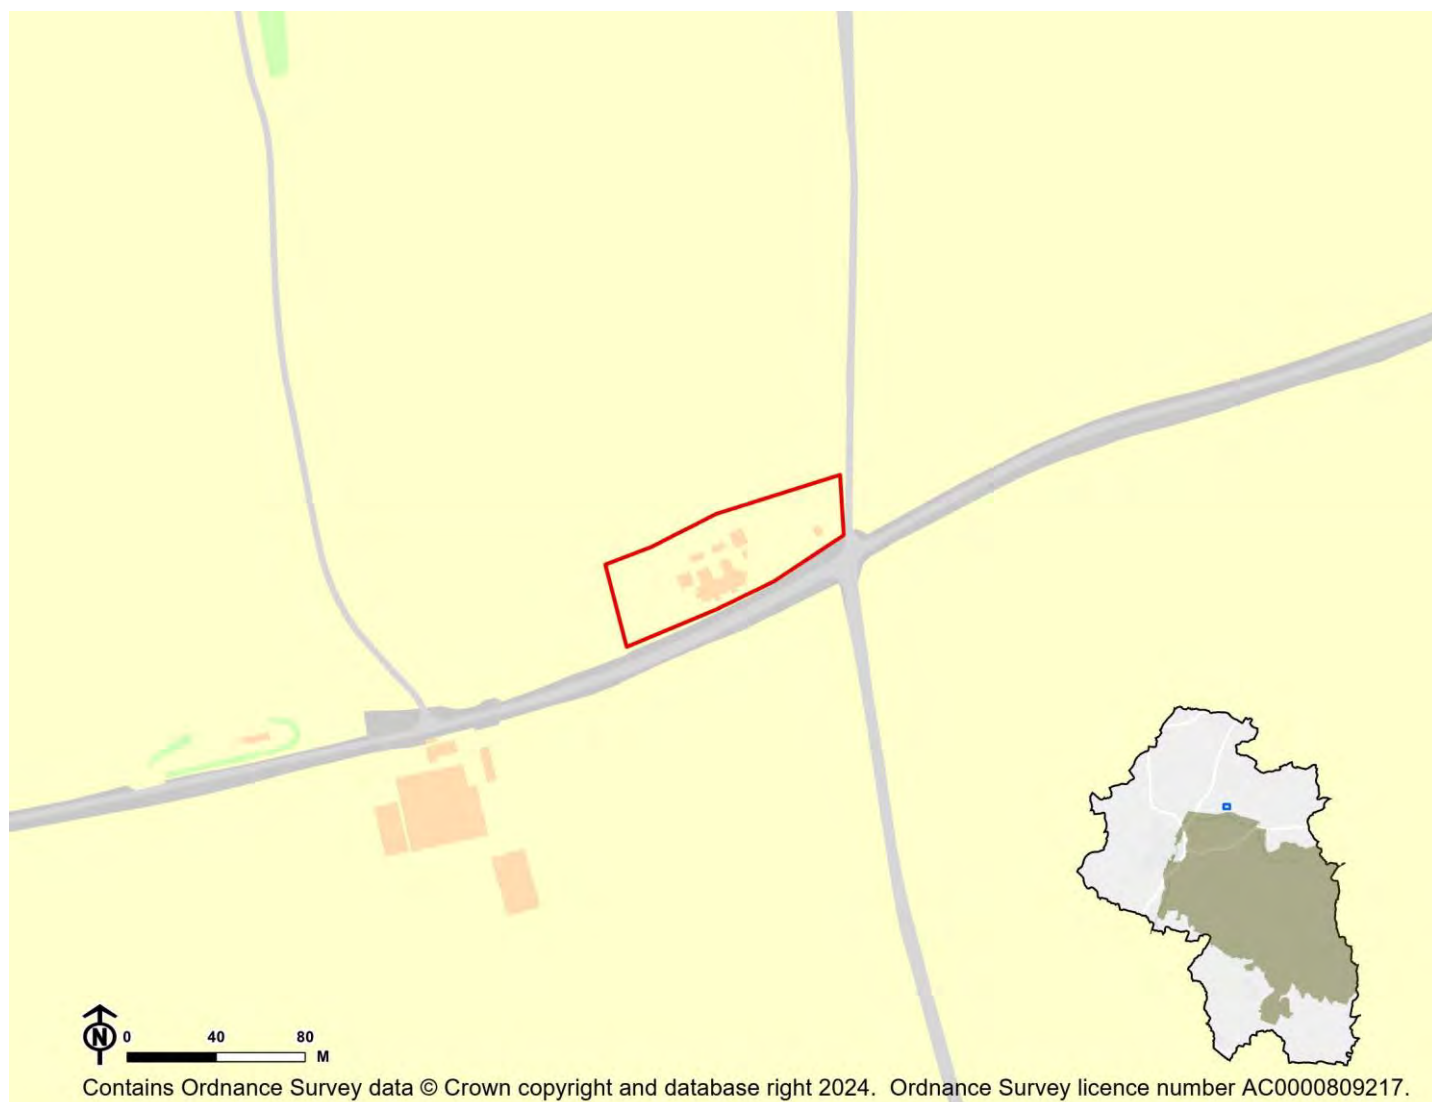 N
0 40 80
M
Contains Ordnance Survey data © Crown copyright and database right 2024. Ordnance Survey licence number AC0000809217.